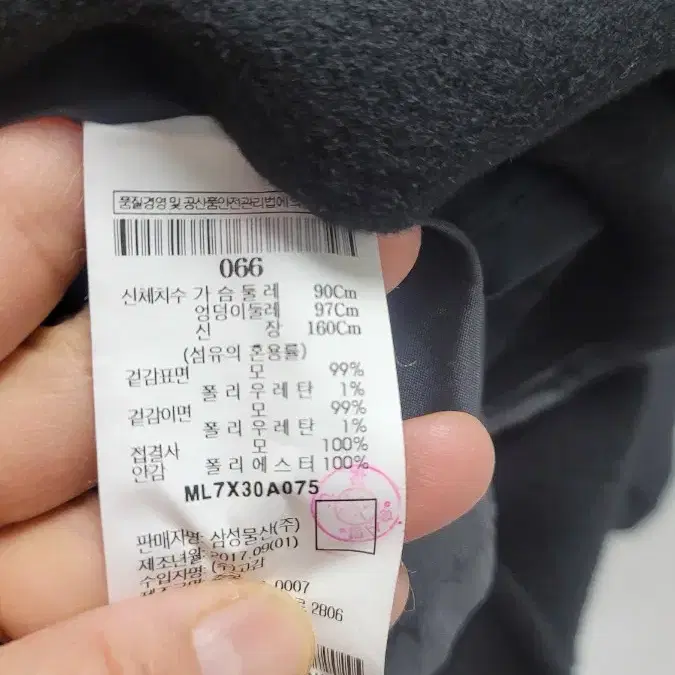 품질경영 및 공산품안전관리법에
066
신체치수 가 슴 둘 레 90Cm
엉덩이둘레 97Cm
신 장 160Cm
(섬유의 혼용률)
겉감표면 모 99%
폴 리 우 레 탄 1%
겉감이면 모 99%
폴 리 우 레 탄 1%
접결사 모 100%
안감 폴 리 에 스 터 100%
ML7X30A075
판매자명: 삼성물산(주)
제조년월: 2017.09(01)
수입자명: (주)고감
0007
2806